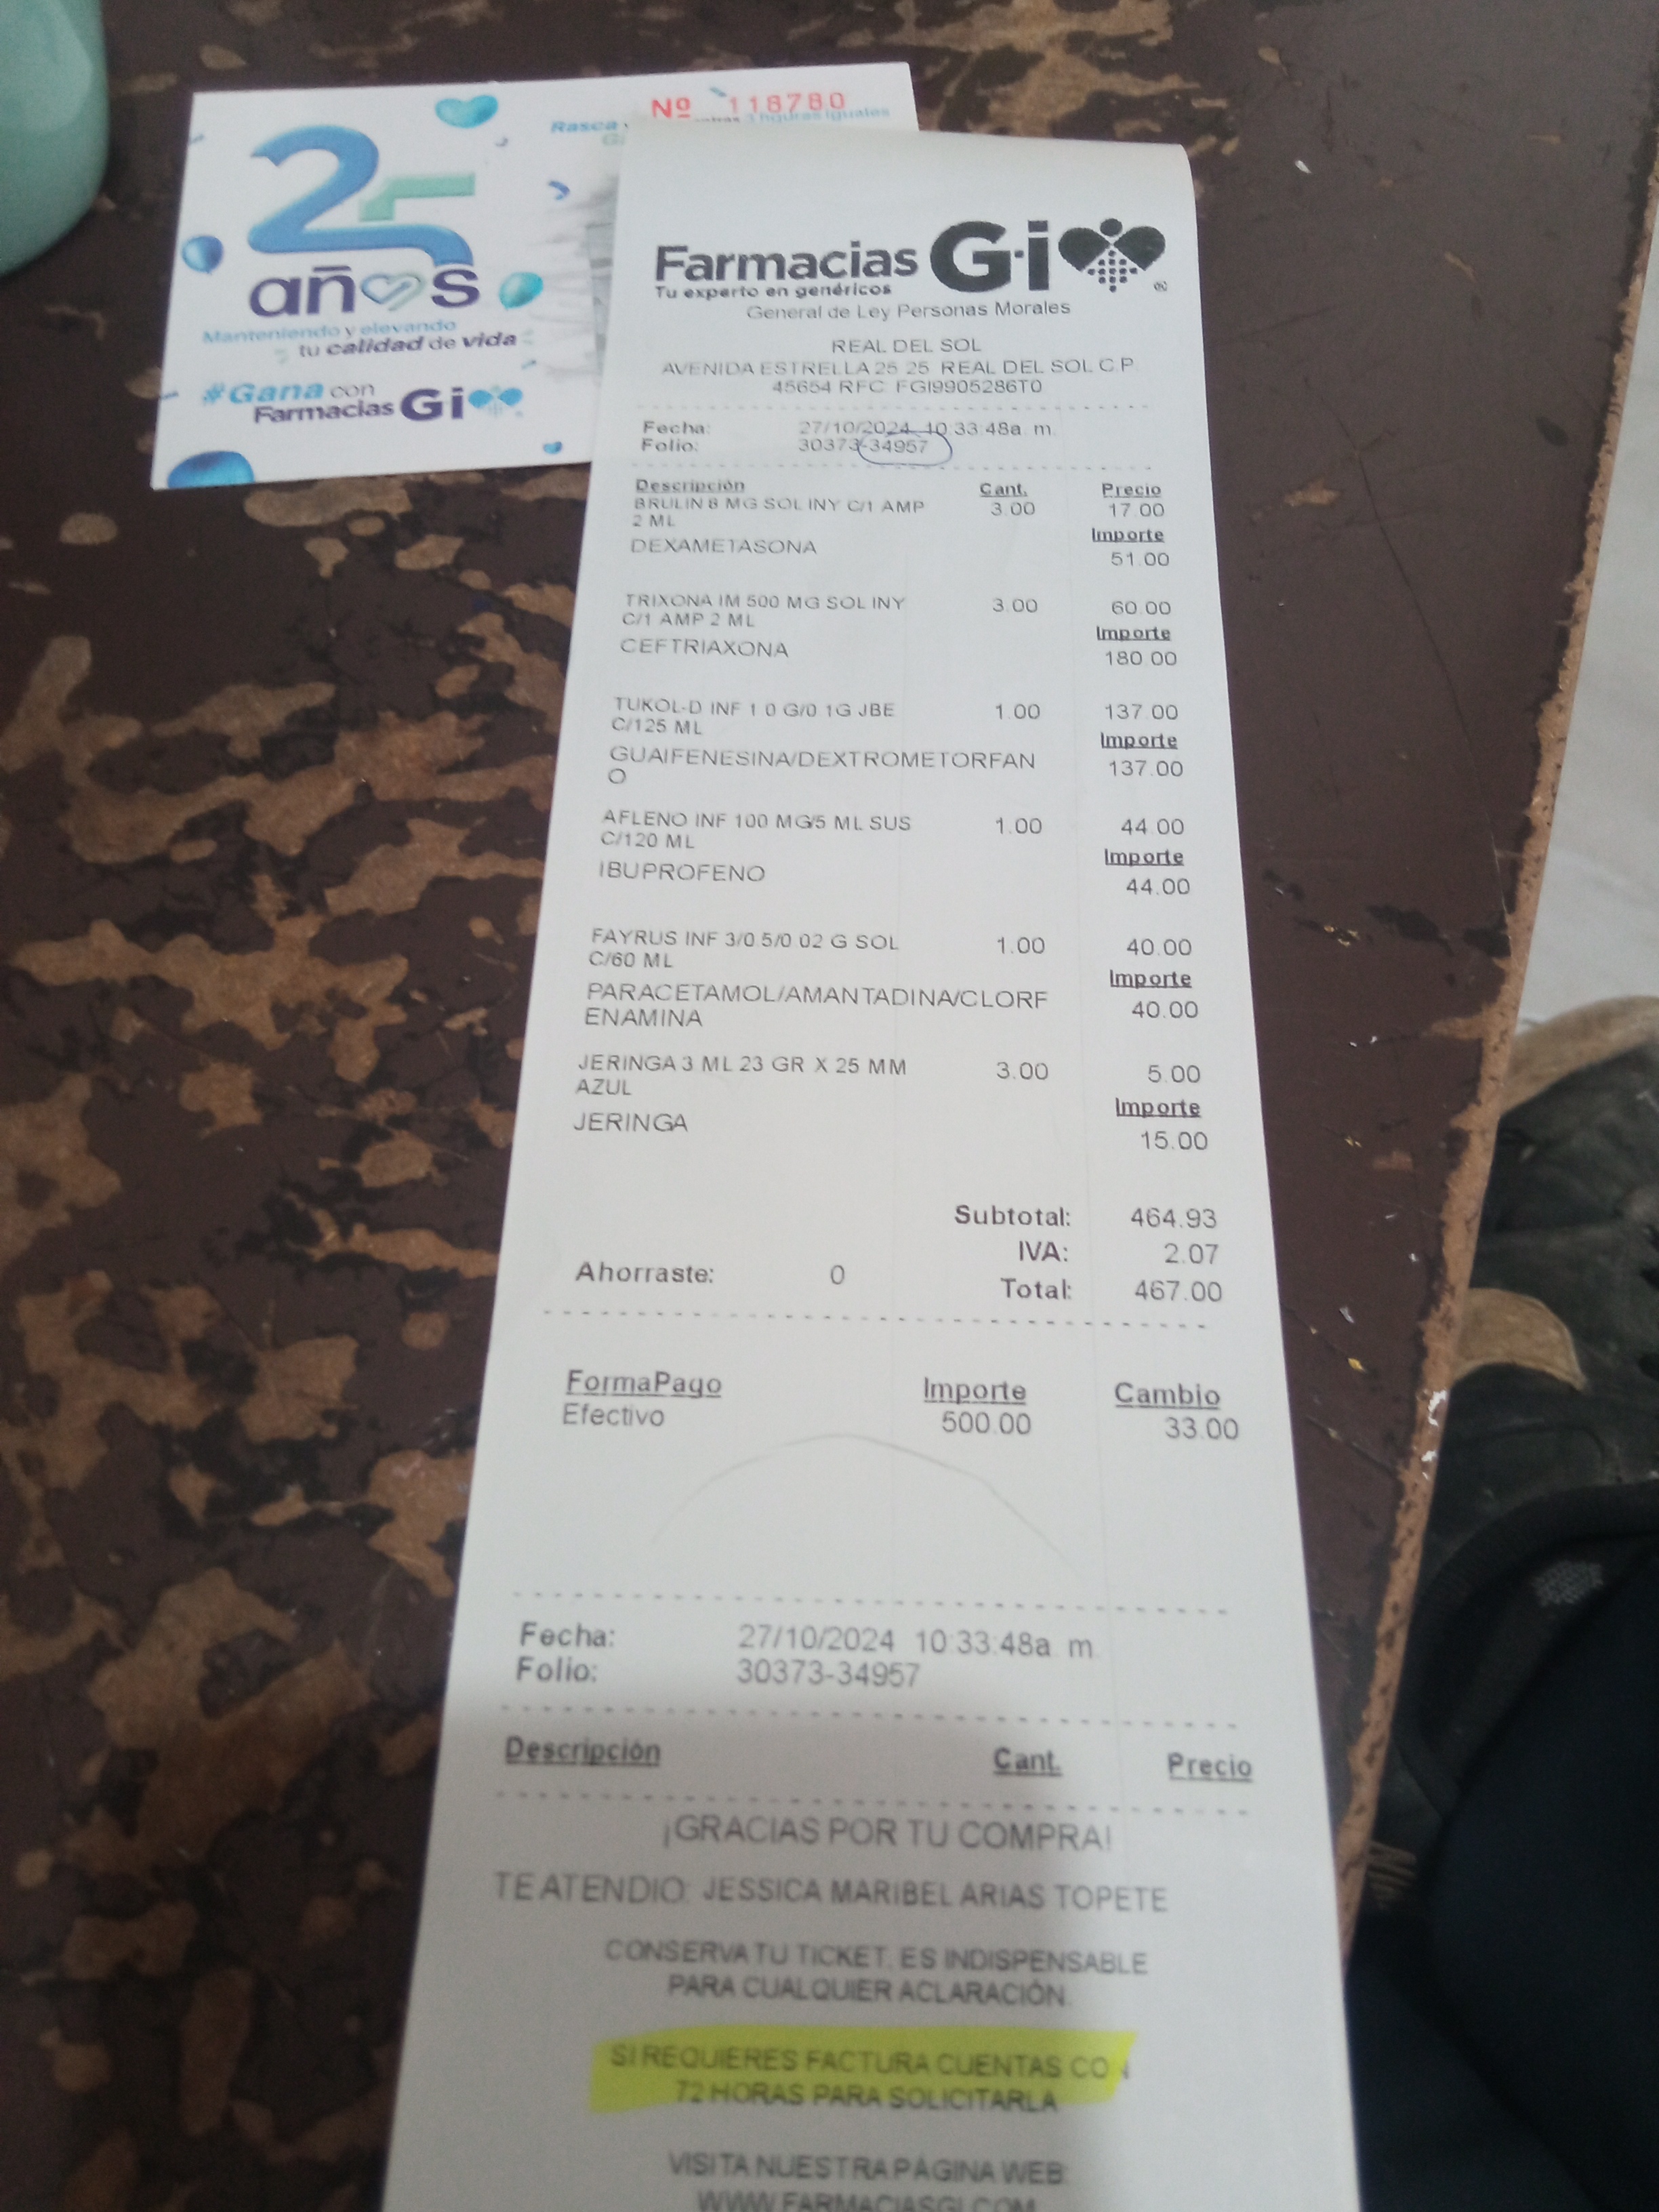 25
años
Manteniendo y elevando
tu calidad de vida
#Gana con
Farmacias Gi
Nº 118780
Rasca
figuras iguales
Farmacias G·i ®
Tu experto en genéricos
General de Ley Personas Morales
REAL DEL SOL
AVENIDA ESTRELLA 25 25 REAL DEL SOL C.P.
45654 RFC FGI9905286T0
Fecha: 27/10/2024 10:33:48a. m.
Folio: 30373-34957
Descripción Cant. Precio
BRULIN 8 MG SOL INY C/1 AMP 3.00 17.00
2 ML
Importe
DEXAMETASONA 51.00
TRIXONA IM 500 MG SOL INY 3.00 60.00
C/1 AMP 2 ML
Importe
CEFTRIAXONA 180.00
TUKOL-D INF 1.0 G/0.1G JBE 1.00 137.00
C/125 ML
Importe
GUAIFENESINA/DEXTROMETORFAN 137.00
O
AFLENO INF 100 MG/5 ML SUS 1.00 44.00
C/120 ML
Importe
IBUPROFENO 44.00
FAYRUS INF 3/0.5/0.02 G SOL 1.00 40.00
C/60 ML
Importe
PARACETAMOL/AMANTADINA/CLORF 40.00
ENAMINA
JERINGA 3 ML 23 GR X 25 MM 3.00 5.00
AZUL
Importe
JERINGA 15.00
Subtotal: 464.93
IVA: 2.07
Ahorraste: 0 Total: 467.00
FormaPago Importe Cambio
Efectivo 500.00 33.00
Fecha: 27/10/2024 10:33:48a. m.
Folio: 30373-34957
Descripción Cant. Precio
¡GRACIAS POR TU COMPRA!
TE ATENDIO: JESSICA MARIBEL ARIAS TOPETE
CONSERVA TU TICKET, ES INDISPENSABLE
PARA CUALQUIER ACLARACIÓN.
SI REQUIERES FACTURA CUENTAS CON
72 HORAS PARA SOLICITARLA
VISITA NUESTRA PÁGINA WEB:
WWW.FARMACIASGI.COM